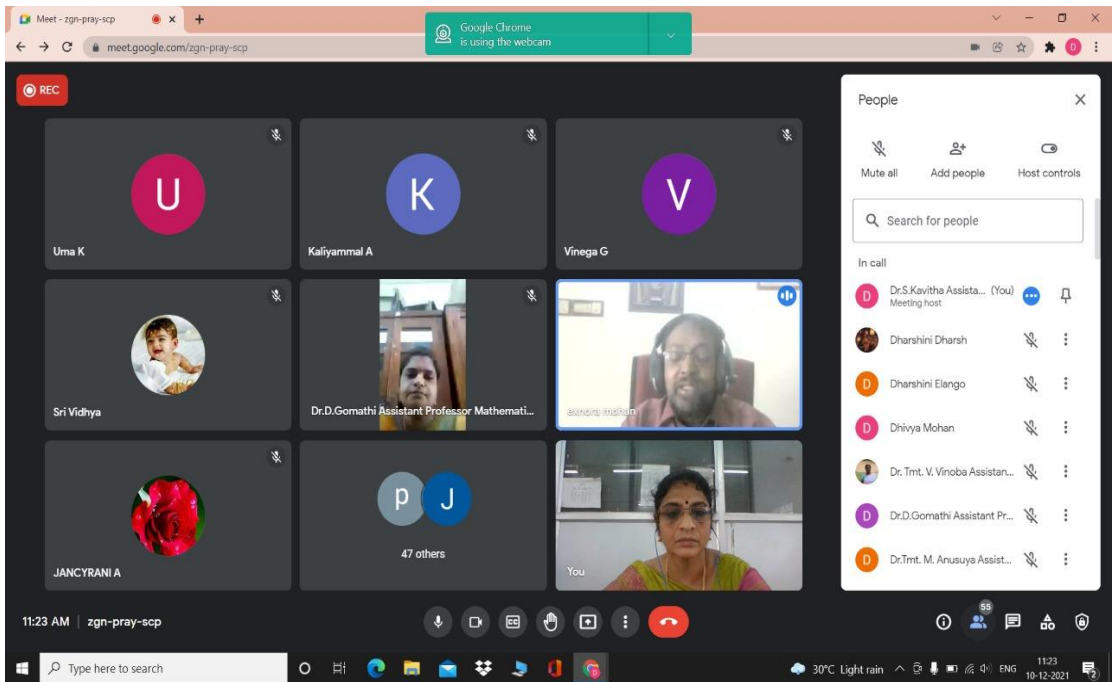 Meet - zgn-pray-scp
Google Chrome
is using the webcam
meet.google.com/zgn-pray-scp
D
REC
U
Uma K
K
Kaliyammal A
V
Vinega G
Sri Vidhya
Dr.D.Gomathi Assistant Professor Mathemati...
exnora mohan
JANCYRANI A
p J
47 others
You
People
Mute all
Add people
Host controls
Search for people
In call
D
Dr.S.Kavitha Assista... (You)
Meeting host
Dharshini Dharsh
D
Dharshini Elango
D
Dhivya Mohan
Dr. Tmt. V. Vinoba Assistan...
D
Dr.D.Gomathi Assistant Pr...
D
Dr.Tmt. M. Anusuya Assist...
11:23 AM | zgn-pray-scp
CC
55
Type here to search
30°C Light rain
ENG
11:23
10-12-2021
2